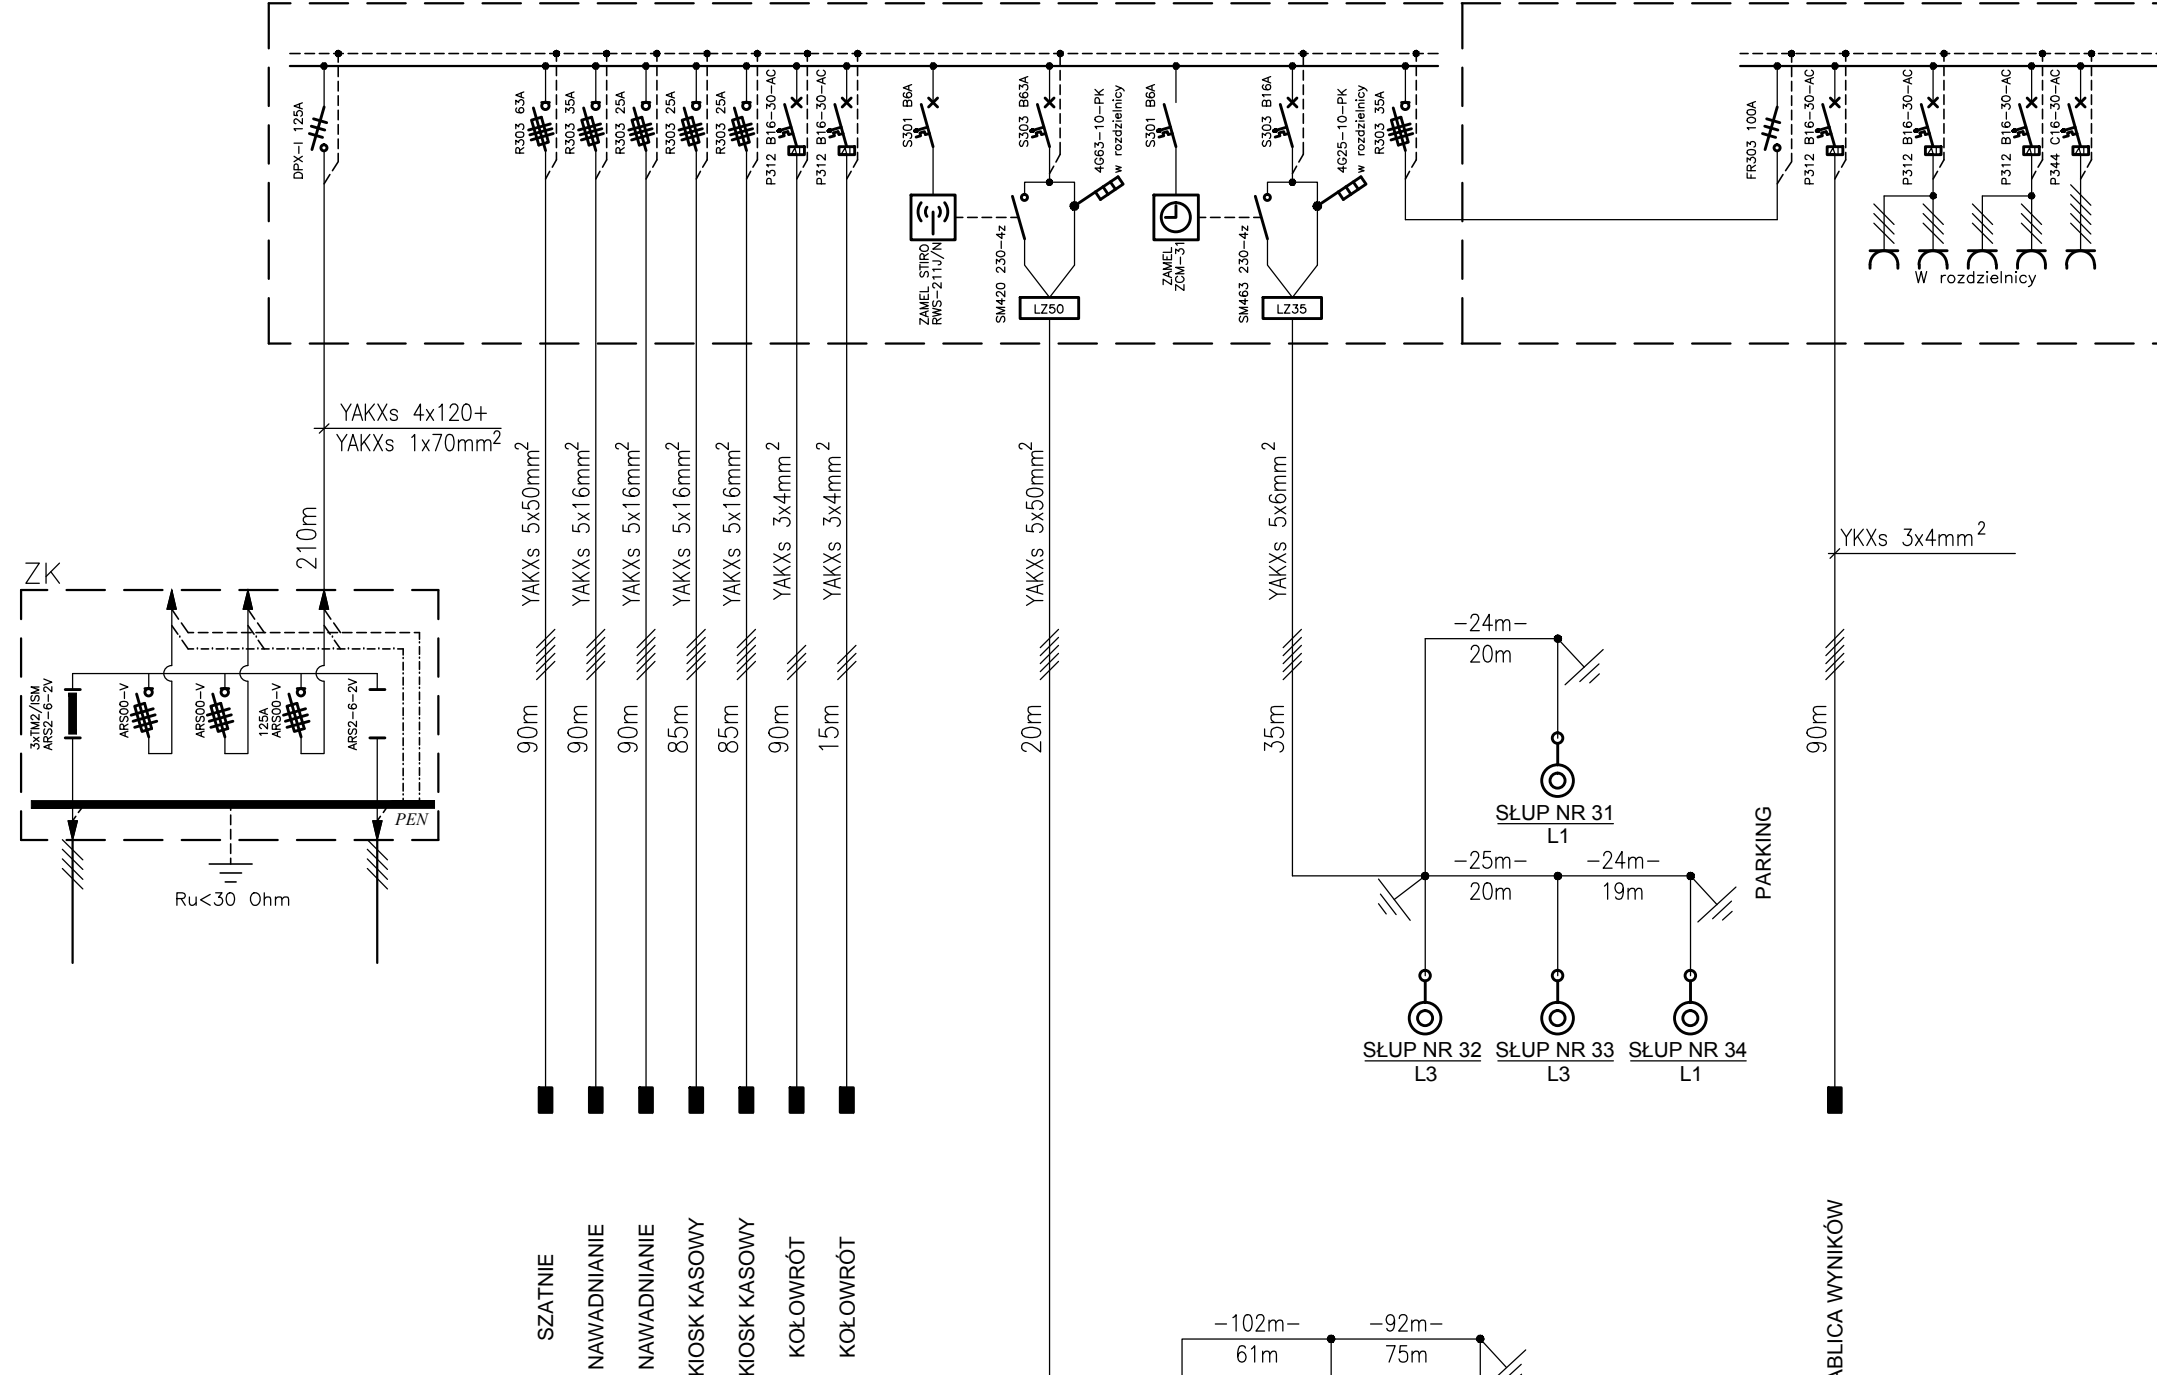 DPX-I 125A
R303 63A
R303 35A
R303 25A
R303 25A
R303 25A
P312 B16-30-AC
P312 B16-30-AC
S301 B6A
S303 B63A
4G63-10-PK
w rozdzielnicy
S301 B6A
S303 B16A
4G25-10-PK
w rozdzielnicy
R303 35A
FR303 100A
P312 B16-30-AC
P312 B16-30-AC
P312 B16-30-AC
P344 C16-30-AC
ZAMEL STIRO
RWS-211J/N
SM420 230-4z
LZ50
ZAMEL
ZCM-31
SM463 230-4z
LZ35
W rozdzielnicy
YAKXs 4x120+
YAKXs 1x70mm²
210m
YAKXs 5x50mm²
YAKXs 5x16mm²
YAKXs 5x16mm²
YAKXs 5x16mm²
YAKXs 5x16mm²
YAKXs 3x4mm²
YAKXs 3x4mm²
YAKXs 5x50mm²
YAKXs 5x6mm²
YKXs 3x4mm²
ZK
3xTM2/ISM
ARS2-6-2V
ARS00-V
ARS00-V
125A
ARS00-V
ARS2-6-2V
PEN
Ru<30 Ohm
90m
90m
90m
85m
85m
90m
15m
20m
35m
90m
-24m-
20m
SŁUP NR 31
L1
-25m-
20m
-24m-
19m
PARKING
SŁUP NR 32
L3
SŁUP NR 33
L3
SŁUP NR 34
L1
SZATNIE
NAWADNIANIE
NAWADNIANIE
KIOSK KASOWY
KIOSK KASOWY
KOŁOWRÓT
KOŁOWRÓT
ABLICA WYNIKÓW
-102m-
61m
-92m-
75m